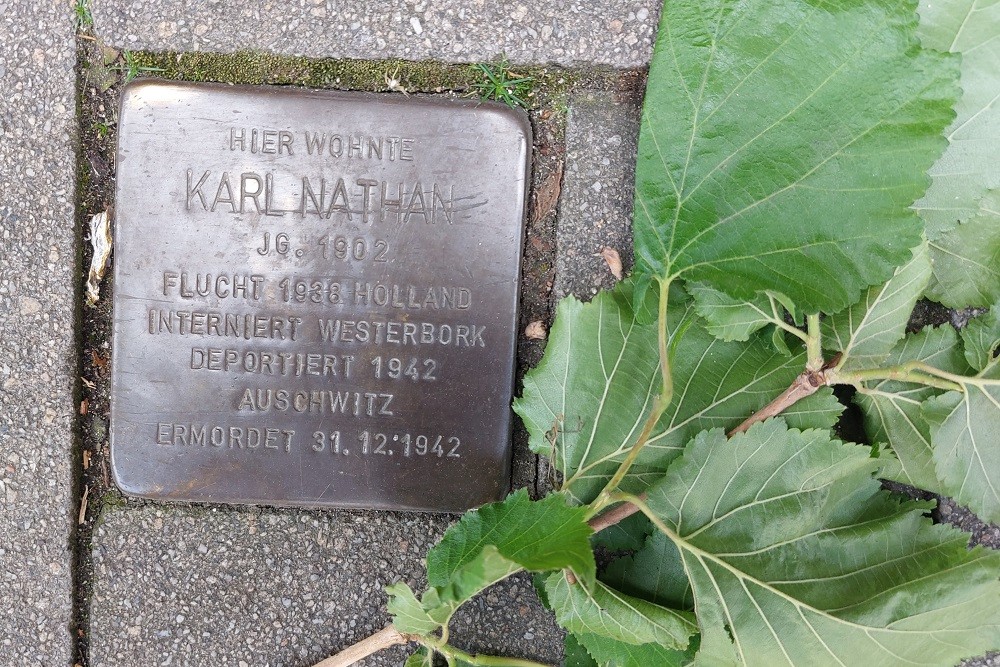 HIER WOHNTE
KARL NATHAN
JG. 1902
FLUCHT 1938 HOLLAND
INTERNIERT WESTERBORK
DEPORTIERT 1942
AUSCHWITZ
ERMORDET 31.12.1942